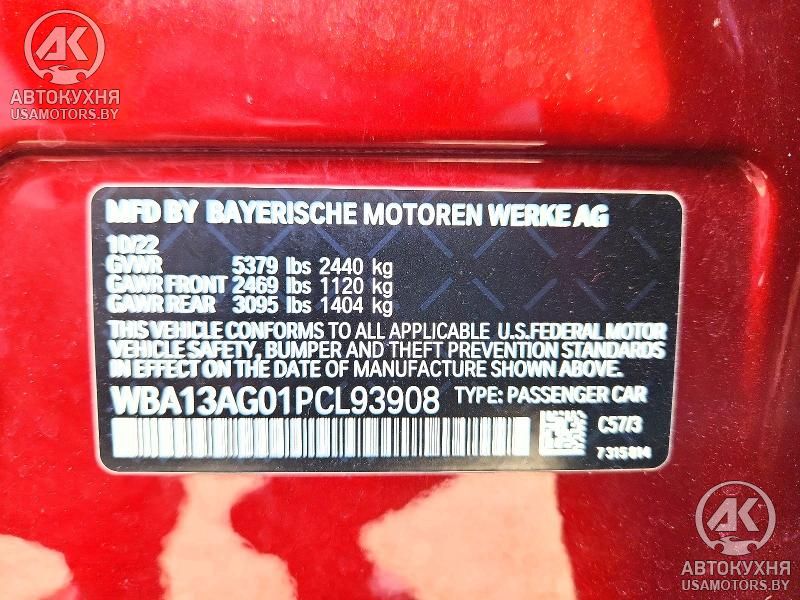 AK
АВТОКУХНЯ
USAMOTORS.BY
MFD BY BAYERISCHE MOTOREN WERKE AG
10/22
GVWR 5379 lbs 2440 kg
GAWR FRONT 2469 lbs 1120 kg
GAWR REAR 3095 lbs 1404 kg
THIS VEHICLE CONFORMS TO ALL APPLICABLE U.S.FEDERAL MOTOR
VEHICLE SAFETY, BUMPER AND THEFT PREVENTION STANDARDS
IN EFFECT ON THE DATE OF MANUFACTURE SHOWN ABOVE.
WBA13AG01PCL93908 TYPE: PASSENGER CAR
C57/3
7315814
AK
АВТОКУХНЯ
USAMOTORS.BY